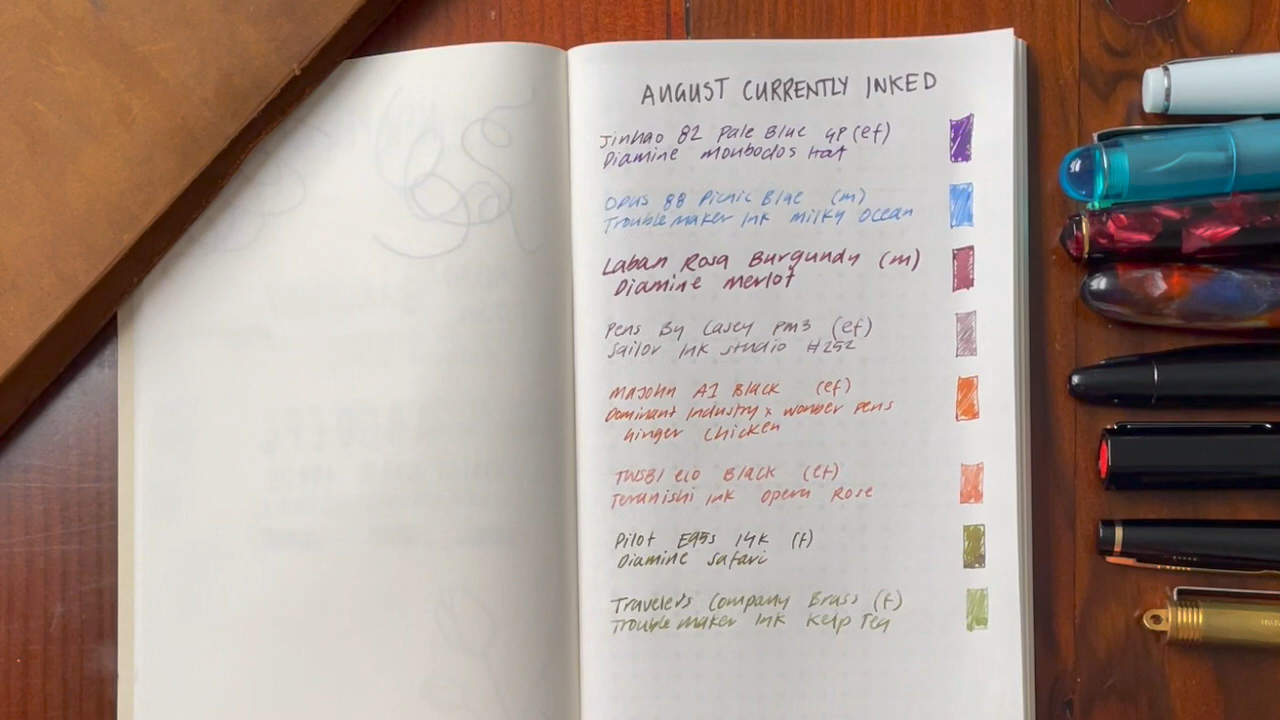 AUGUST CURRENTLY INKED
Jinhao 82 Pale Blue GP (ef)
Diamine Moubodos Hat
Opus 88 Picnic Blue (m)
Troublemaker Ink Milky Ocean
Laban Rosa Burgundy (m)
Diamine Merlot
Pens By Casey PM3 (ef)
Sailor Ink Studio #252
Majohn A1 Black (ef)
Dominant Industry x Wonder Pens
Ginger Chicken
TWSBI eco Black (ef)
Teranishi Ink Opera Rose
Pilot E95s 14K (f)
Diamine Safari
Traveler's Company Brass (f)
Troublemaker Ink Kelp Tea